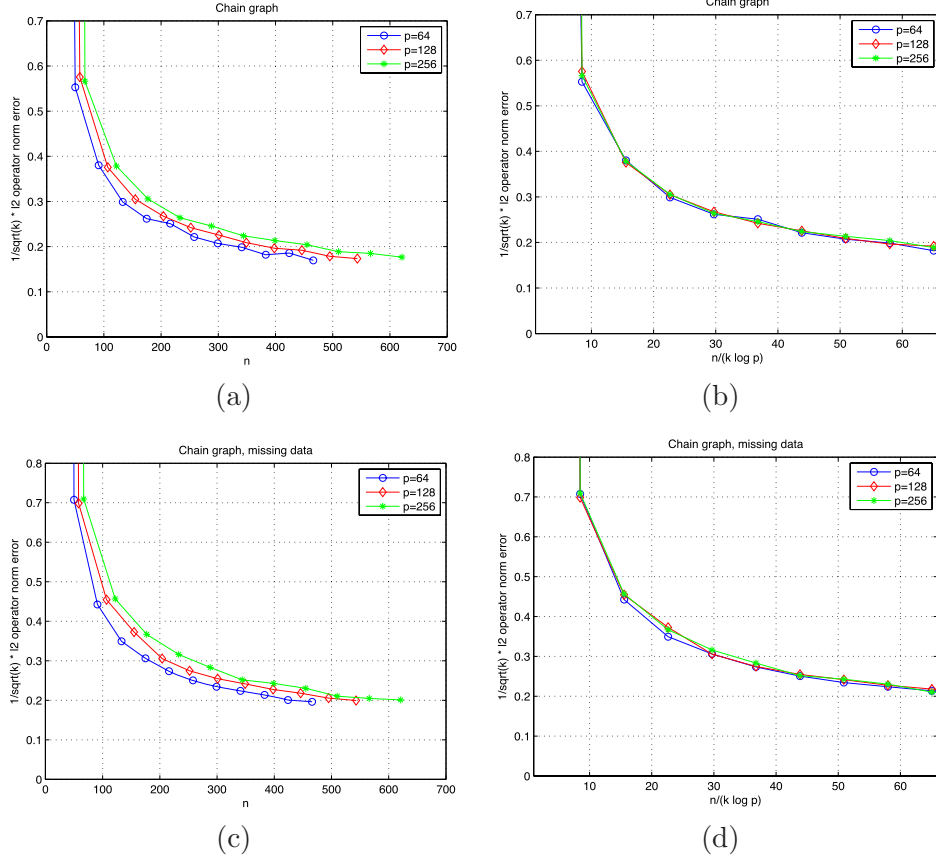 Chain graph
0.7
0.6
0.5
0.4
0.3
0.2
0.1
0
1/sqrt(k) * l2 operator norm error
p=64
p=128
p=256
0 100 200 300 400 500 600 700
n
(a)
Chain graph
0.7
0.6
0.5
0.4
0.3
0.2
0.1
0
1/sqrt(k) * l2 operator norm error
p=64
p=128
p=256
10 20 30 40 50 60
n/(k log p)
(b)
Chain graph, missing data
0.8
0.7
0.6
0.5
0.4
0.3
0.2
0.1
0
1/sqrt(k) * l2 operator norm error
p=64
p=128
p=256
0 100 200 300 400 500 600 700
n
(c)
Chain graph, missing data
0.8
0.7
0.6
0.5
0.4
0.3
0.2
0.1
0
1/sqrt(k) * l2 operator norm error
p=64
p=128
p=256
10 20 30 40 50 60
n/(k log p)
(d)